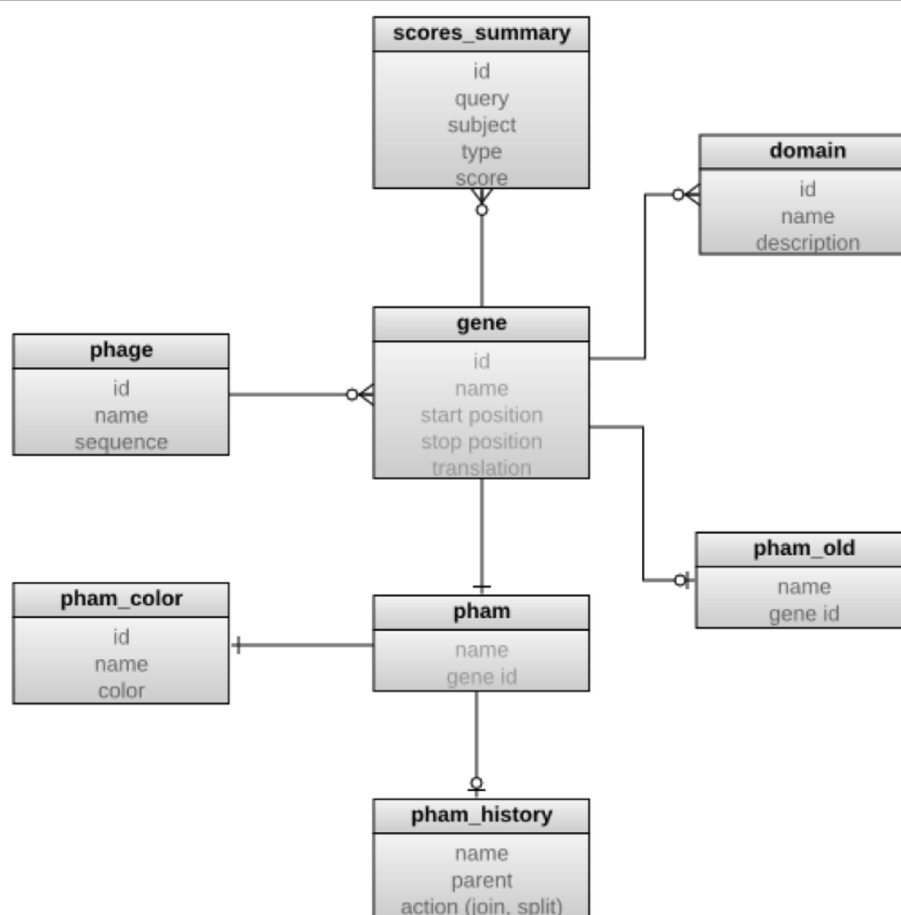 scores_summary
id
query
subject
type
score
domain
id
name
description
gene
id
name
start position
stop position
translation
phage
id
name
sequence
pham_old
name
gene id
pham_color
id
name
color
pham
name
gene id
pham_history
name
parent
action (join, split)